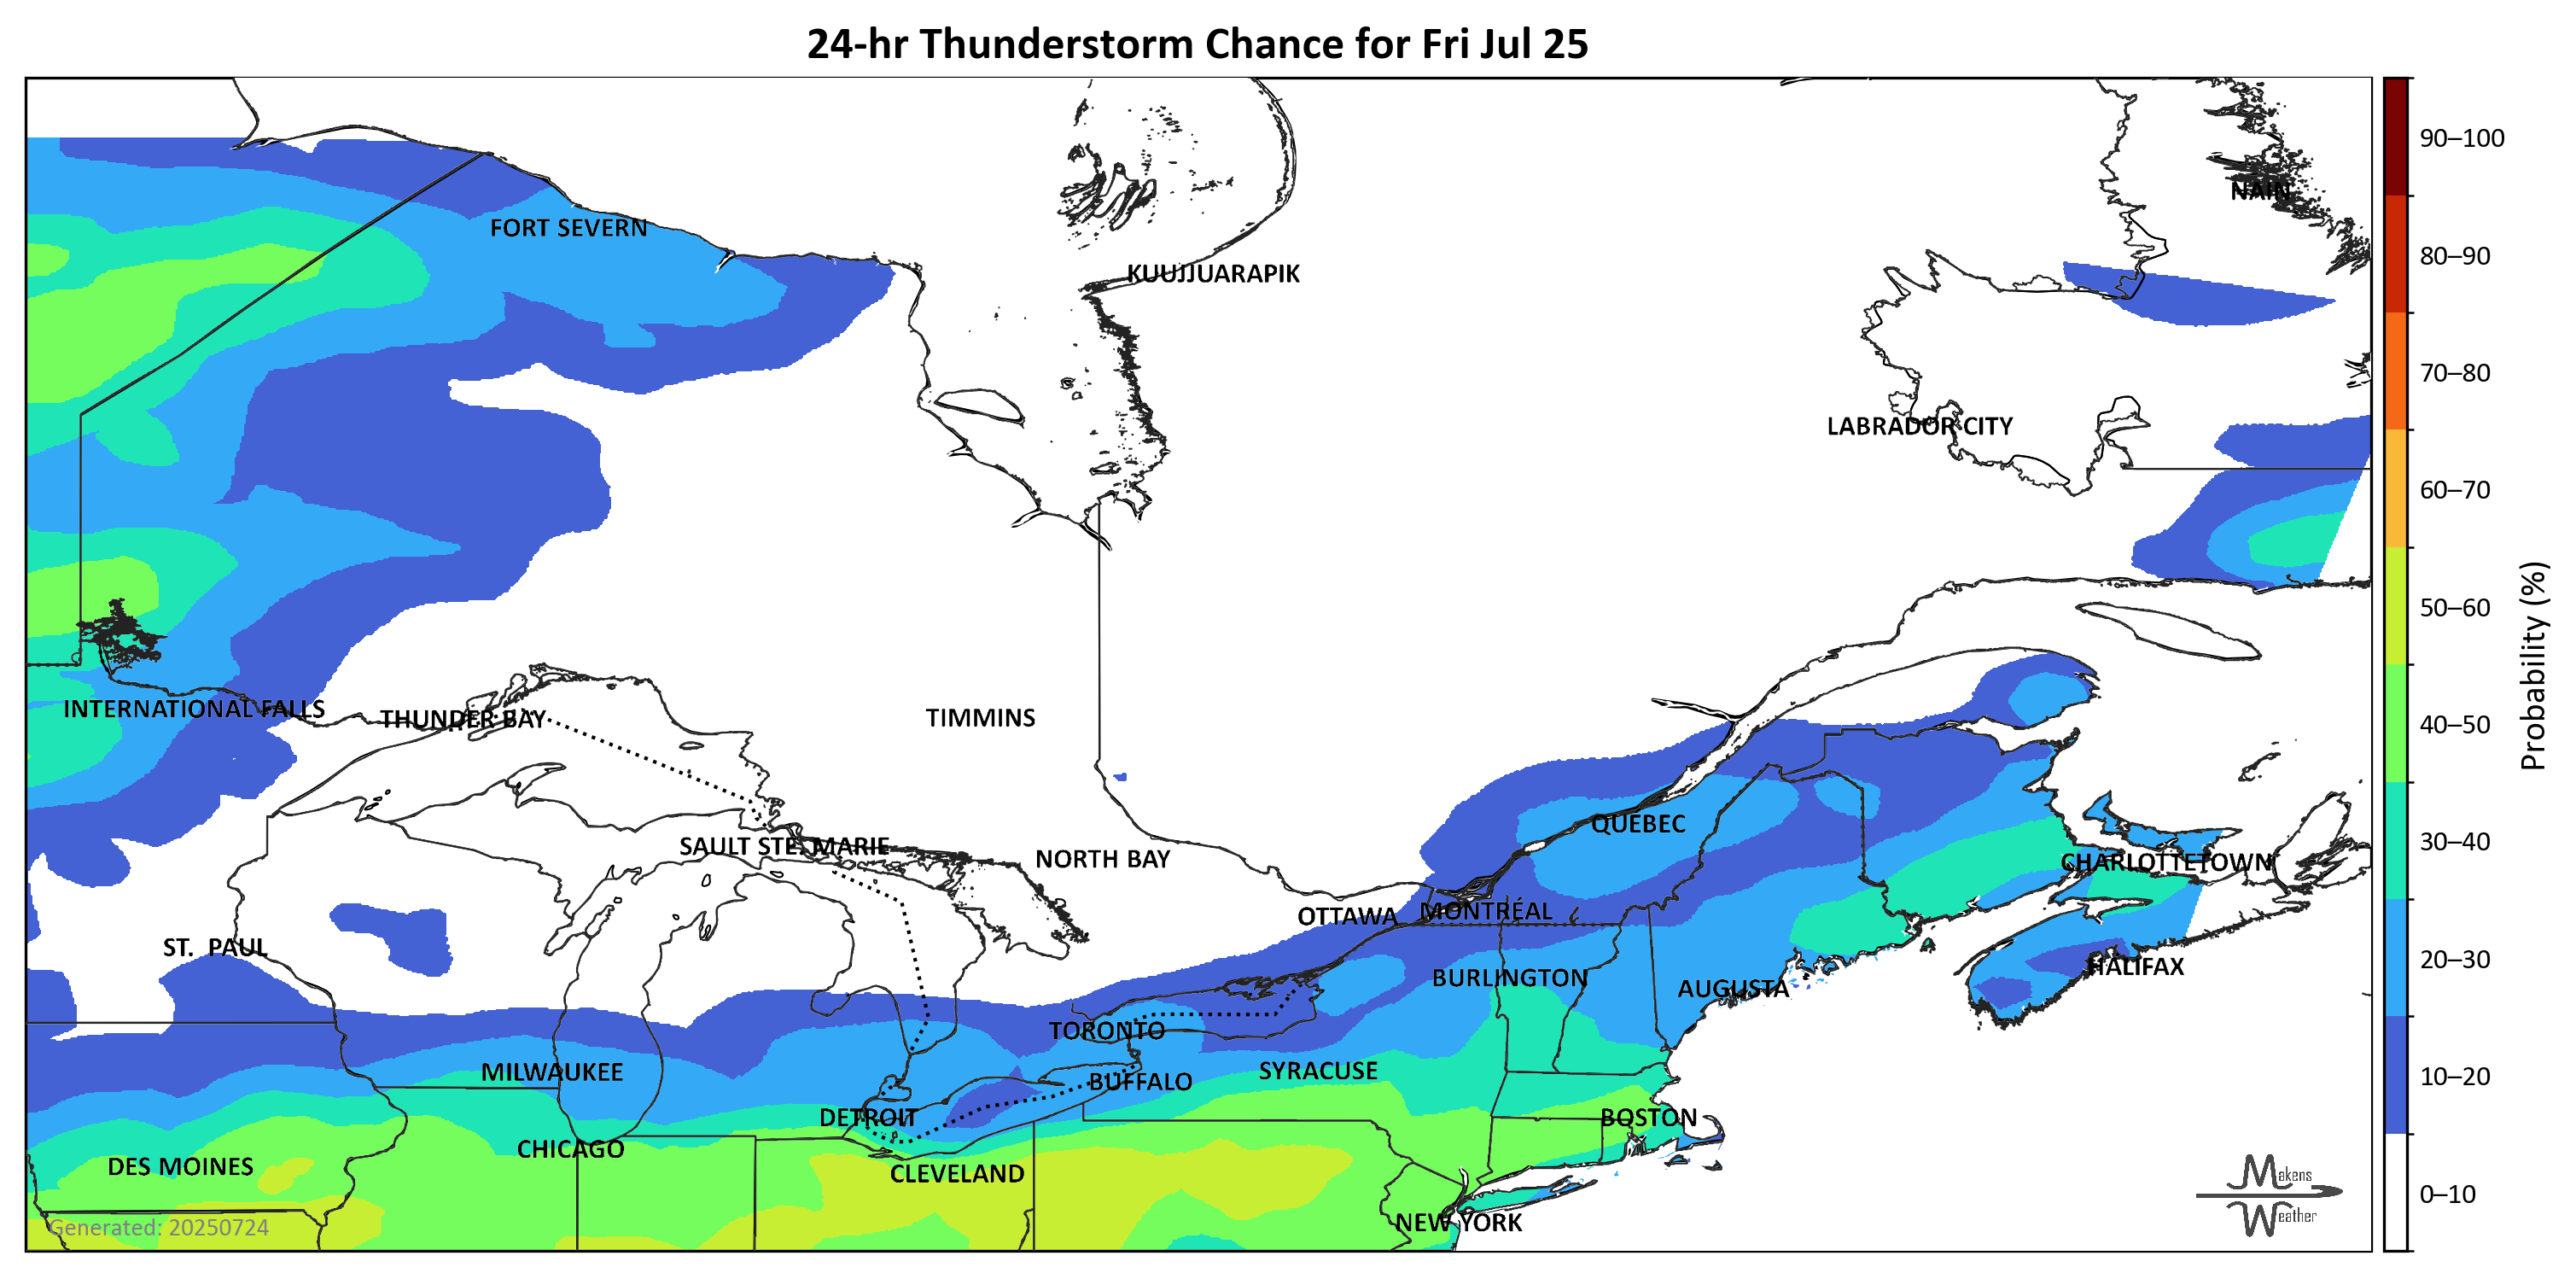 24-hr Thunderstorm Chance for Fri Jul 25
90–100
NAIN
FORT SEVERN
80–90
KUUJJUARAPIK
70–80
LABRADOR CITY
60–70
50–60
Probability (%)
INTERNATIONAL FALLS
THUNDER BAY
TIMMINS
40–50
QUEBEC
SAULT STE. MARIE
NORTH BAY
CHARLOTTETOWN
30–40
OTTAWA
MONTRÉAL
ST. PAUL
HALIFAX
20–30
BURLINGTON
AUGUSTA
TORONTO
MILWAUKEE
SYRACUSE
BUFFALO
10–20
DETROIT
BOSTON
CHICAGO
DES MOINES
CLEVELAND
Makens
Weather
0–10
NEW YORK
Generated: 20250724